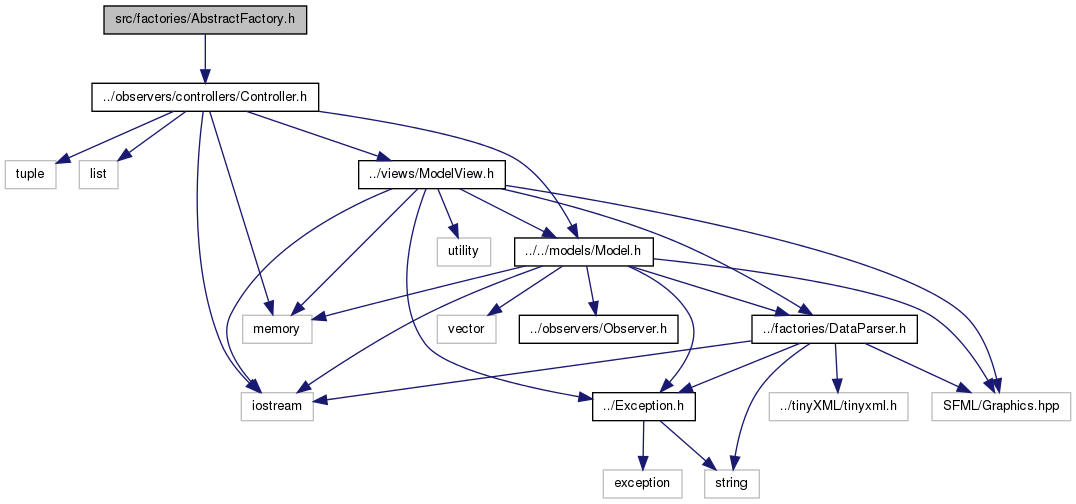 src/factories/AbstractFactory.h
../observers/controllers/Controller.h
tuple
list
../views/ModelView.h
utility
../../models/Model.h
memory
vector
../observers/Observer.h
../factories/DataParser.h
iostream
../Exception.h
../tinyXML/tinyxml.h
SFML/Graphics.hpp
exception
string